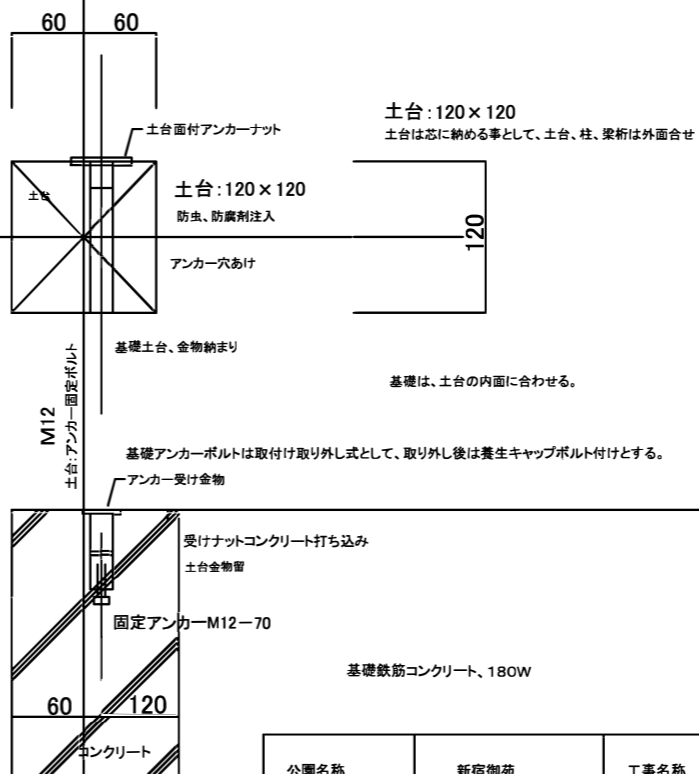 60 60
土台:120×120
土台面付アンカーナット
土台は芯に納める事として、土台、柱、梁桁は外面合せ
土台
土台:120×120
防虫、防腐剤注入
120
アンカー穴あけ
基礎土台、金物納まり
基礎は、土台の内面に合わせる。
M12
土台:アンカー固定ボルト
基礎アンカーボルトは取付け取り外し式として、取り外し後は養生キャップボルト付けとする。
アンカー受け金物
受けナットコンクリート打ち込み
土台金物留
固定アンカーM12-70
基礎鉄筋コンクリート、180W
60 120
コンクリート
公園名称 新宿御苑 工事名称